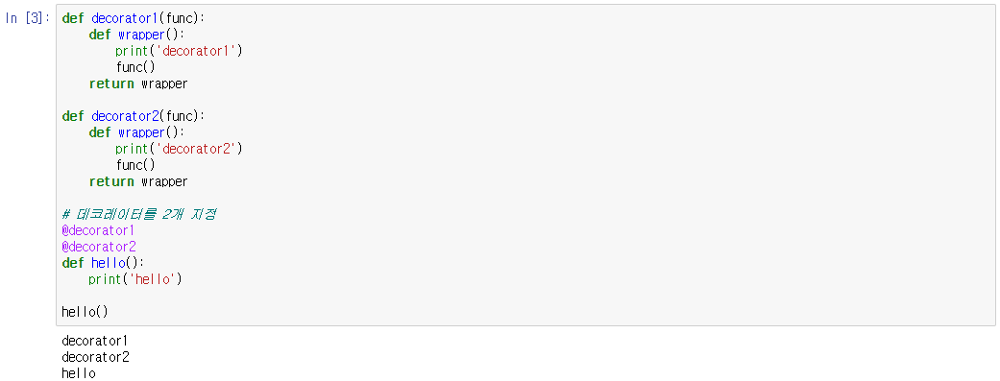 In [3]:
def decorator1(func):
    def wrapper():
        print('decorator1')
        func()
    return wrapper

def decorator2(func):
    def wrapper():
        print('decorator2')
        func()
    return wrapper

# 데코레이터를 2개 지정
@decorator1
@decorator2
def hello():
    print('hello')

hello()
decorator1
decorator2
hello